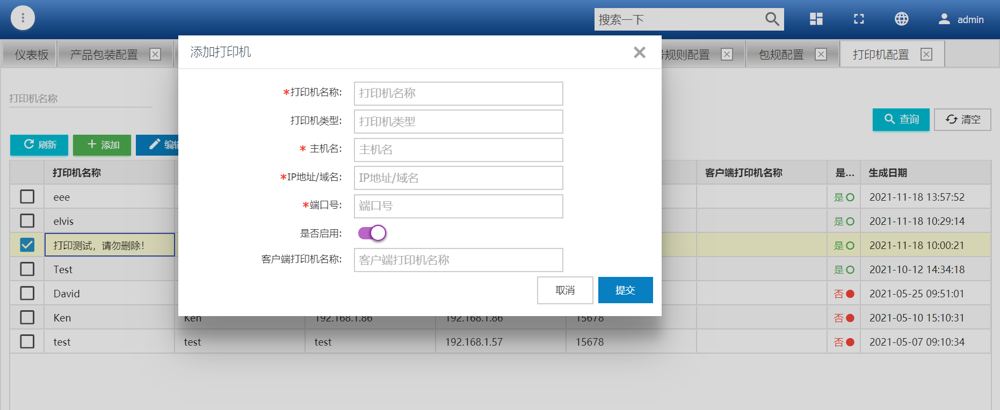 搜索一下
admin
仪表板
产品包装配置
规则配置
包规配置
打印机配置
添加打印机
*打印机名称:
打印机名称
打印机类型:
打印机类型
* 主机名:
主机名
*IP地址/域名:
IP地址/域名
*端口号:
端口号
是否启用:
客户端打印机名称:
客户端打印机名称
取消
提交
打印机名称
查询
清空
刷新
添加
编辑
打印机名称 客户端打印机名称 是... 生成日期
eee 是 2021-11-18 13:57:52
elvis 是 2021-11-18 10:29:14
打印测试，请勿删除！ 是 2021-11-18 10:00:21
Test 是 2021-10-12 14:34:18
David 否 2021-05-25 09:51:01
Ken Ken 192.168.1.86 192.168.1.86 15678 否 2021-05-10 15:10:31
test test test 192.168.1.57 15678 否 2021-05-07 09:10:34